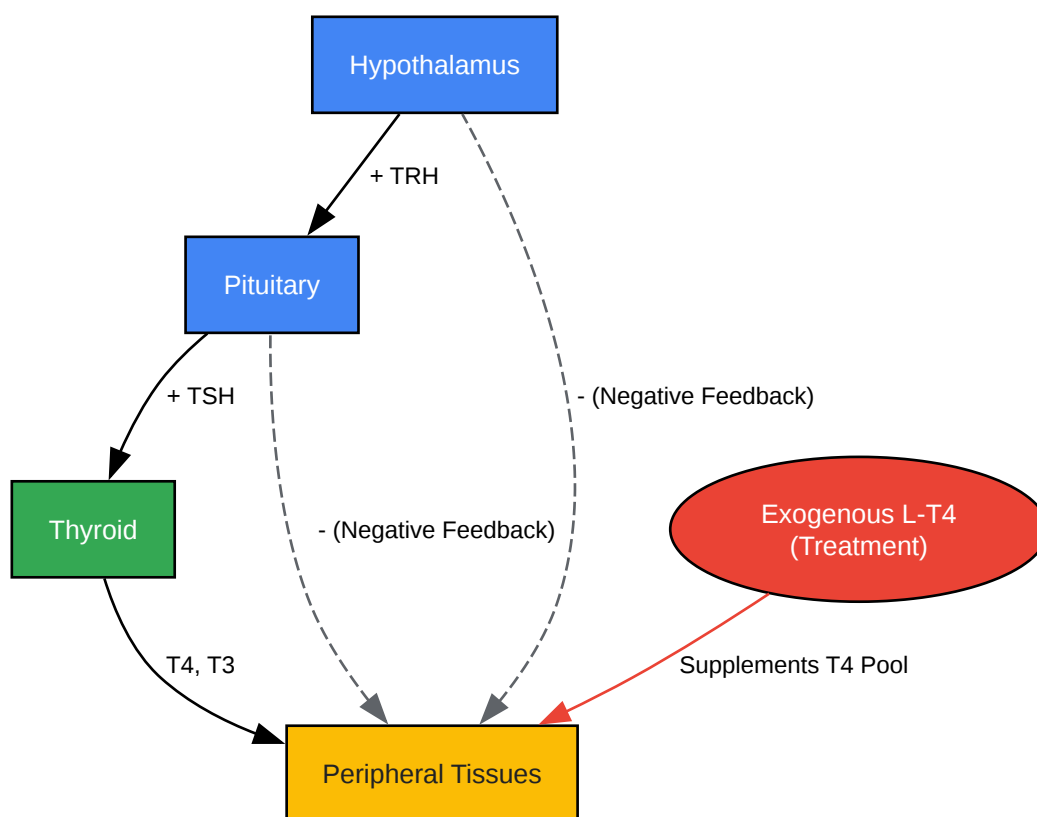 Hypothalamus
+ TRH
Pituitary
+ TSH
- (Negative Feedback)
Exogenous L-T4
(Treatment)
Thyroid
- (Negative Feedback)
T4, T3
Supplements T4 Pool
Peripheral Tissues